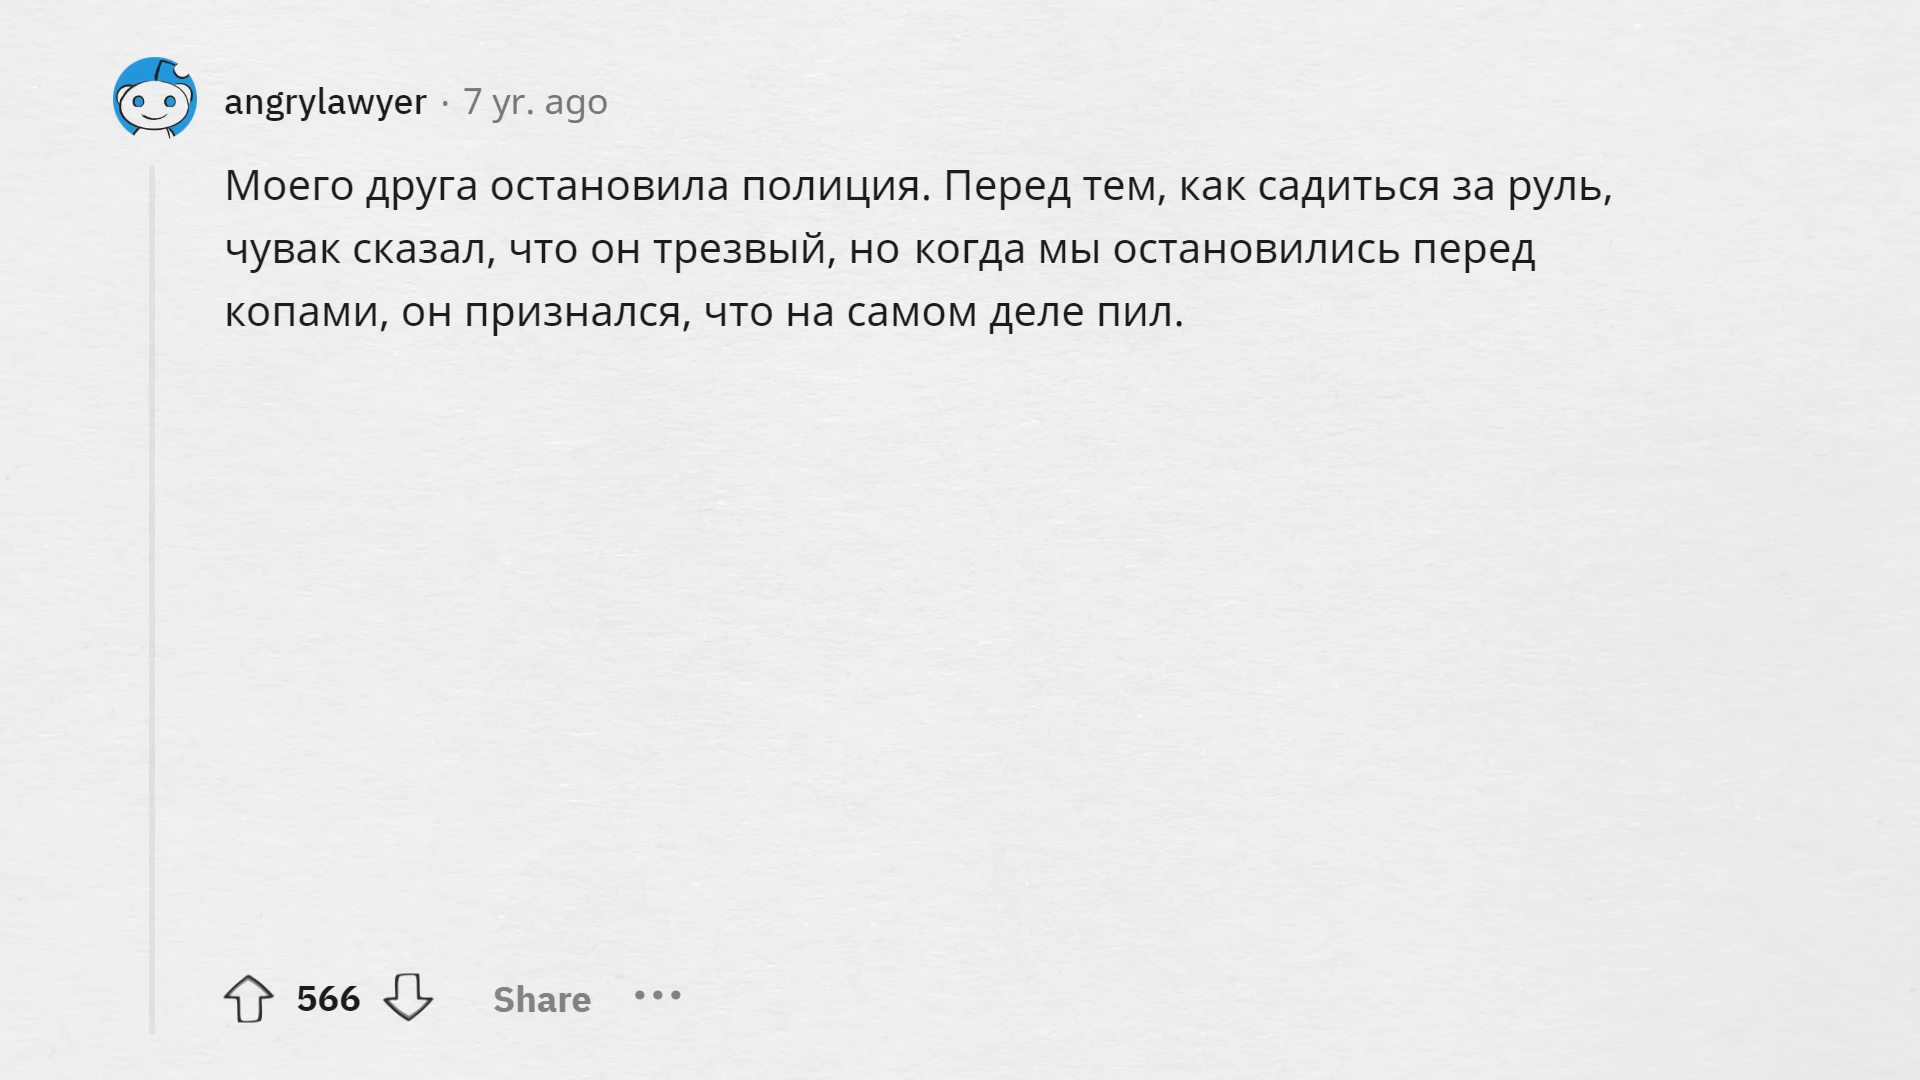 angrylawyer · 7 yr. ago
Моего друга остановила полиция. Перед тем, как садиться за руль,
чувак сказал, что он трезвый, но когда мы остановились перед
копами, он признался, что на самом деле пил.
566 Share •••